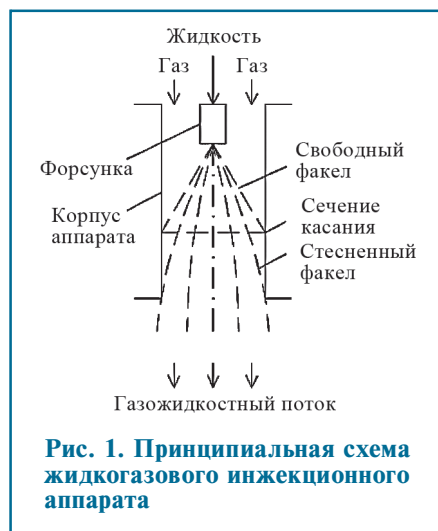 Жидкость
Газ Газ
Форсунка
Свободный
факел
Корпус
аппарата
Сечение
касания
Стесненный
факел
Газожидкостный поток
Рис. 1. Принципиальная схема
жидкогазового инжекционного
аппарата